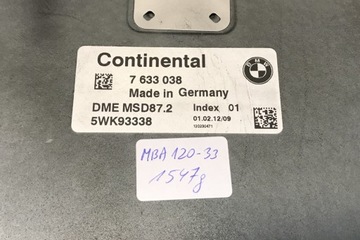 Continental
BMW
7 633 038
Made in Germany
DME MSD87.2 Index 01
5WK93338 01.02.12/09
120200471
MBA 120-33
1547g